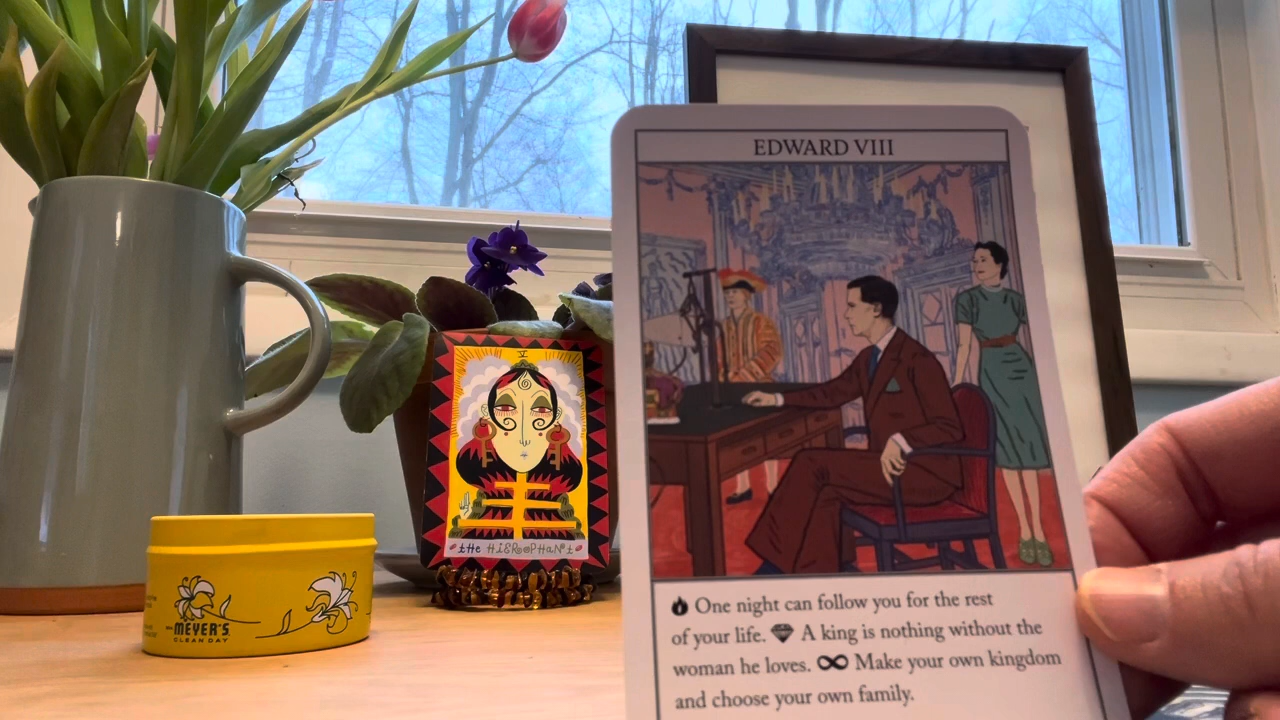 EDWARD VIII
One night can follow you for the rest
of your life. A king is nothing without the
woman he loves. ∞ Make your own kingdom
and choose your own family.
V
tHE HiERoPHaNt
MEYER'S
CLEAN DAY